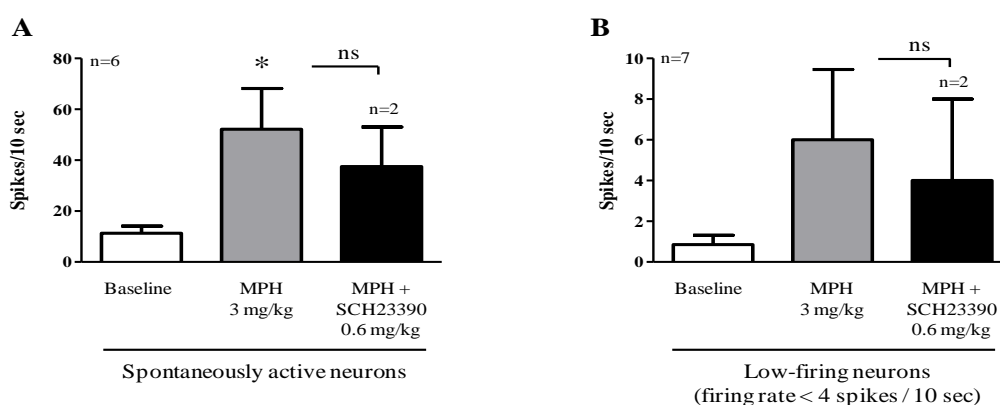 A
n=6
80
60
40
20
0
Spikes/10 sec
*
ns
n=2
Baseline
MPH
3 mg/kg
MPH +
SCH23390
0.6 mg/kg
Spontaneously active neurons
B
n=7
10
8
6
4
2
0
Spikes/10 sec
ns
n=2
Baseline
MPH
3 mg/kg
MPH +
SCH23390
0.6 mg/kg
Low-firing neurons
(firing rate < 4 spikes / 10 sec)